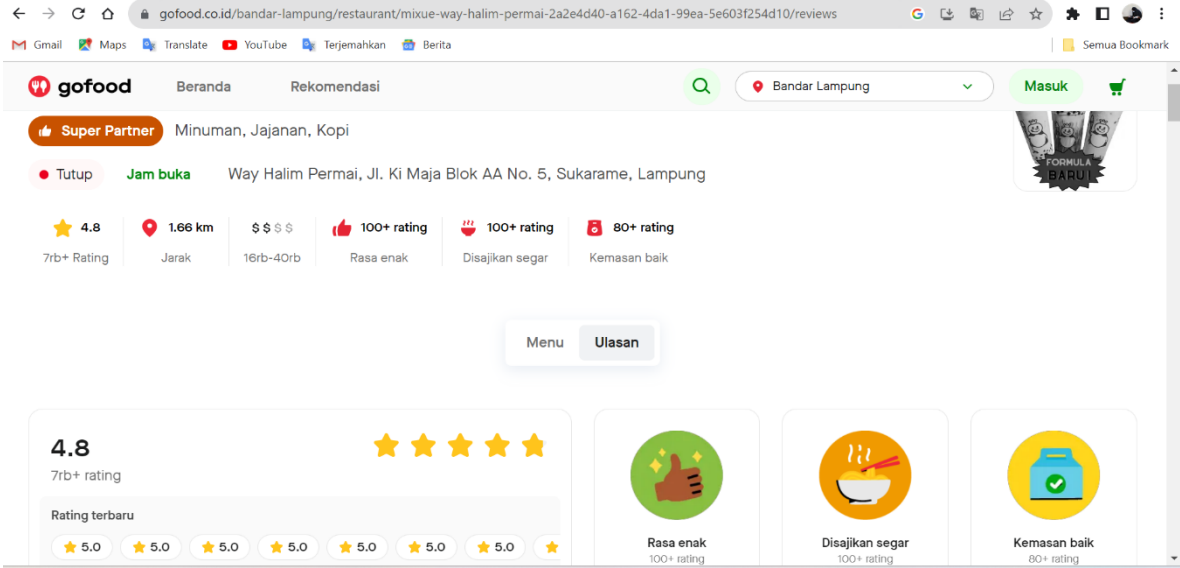 gofood.co.id/bandar-lampung/restaurant/mixue-way-halim-permai-2a2e4d40-a162-4da1-99ea-5e603f254d10/reviews
Gmail Maps Translate YouTube Terjemahkan Berita Semua Bookmark
gofood Beranda Rekomendasi Bandar Lampung Masuk
Super Partner Minuman, Jajanan, Kopi
FORMULA
BARU!
Tutup Jam buka Way Halim Permai, Jl. Ki Maja Blok AA No. 5, Sukarame, Lampung
4.8 1.66 km $$$$ 100+ rating 100+ rating 80+ rating
7rb+ Rating Jarak 16rb-40rb Rasa enak Disajikan segar Kemasan baik
Menu Ulasan
4.8
7rb+ rating
Rating terbaru
5.0 5.0 5.0 5.0 5.0 5.0 5.0
Rasa enak
100+ rating
Disajikan segar
100+ rating
Kemasan baik
80+ rating